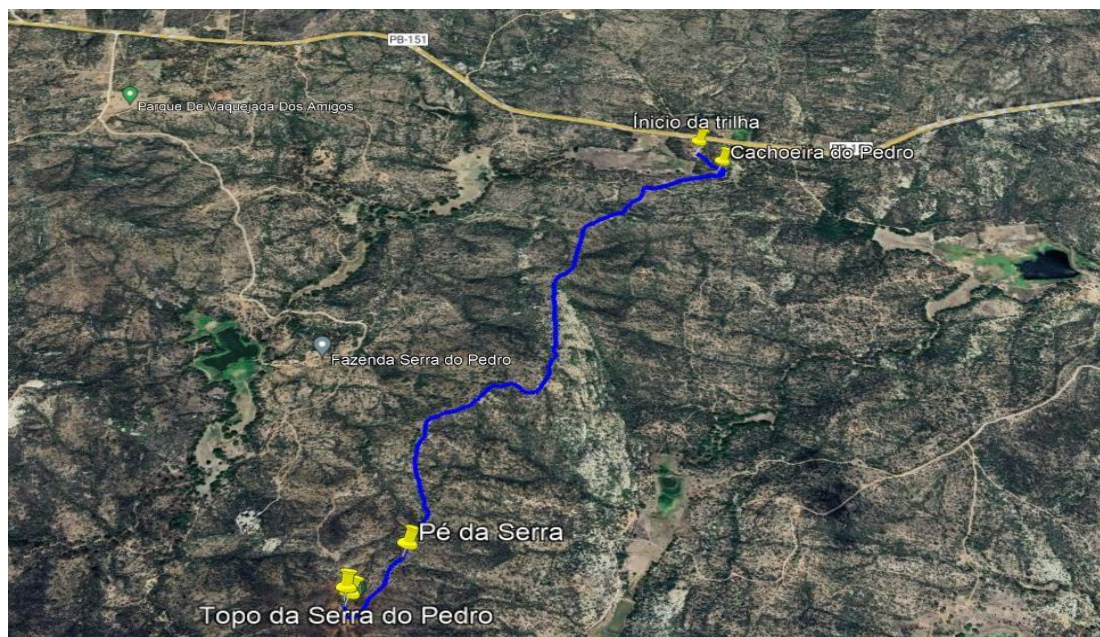 PB-151
Parque De Vaquejada Dos Amigos
Ínicio da trilha
Cachoeira do Pedro
Fazenda Serra do Pedro
Pé da Serra
Topo da Serra do Pedro